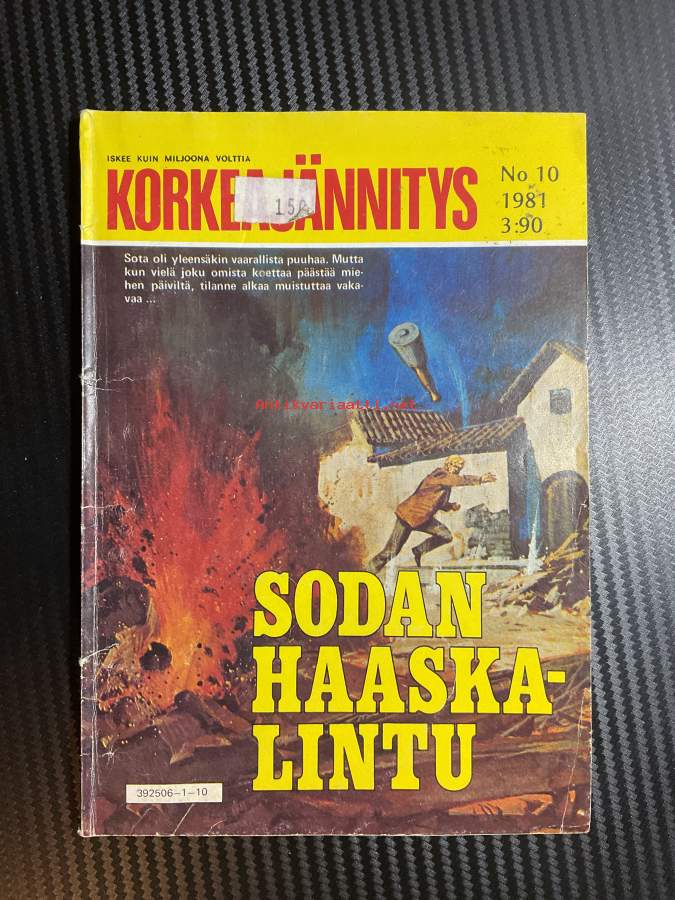 ISKEE KUIN MILJOONA VOLTTIA
KORKEAJÄNNITYS
No 10
1981
3:90
150
Sota oli yleensäkin vaarallista puuhaa. Mutta
kun vielä joku omista koettaa päästää mie-
hen päiviltä, tilanne alkaa muistuttaa vaka-
vaa ...
Antikvariaatti.net
SODAN
HAASKA-
LINTU
392506-1-10